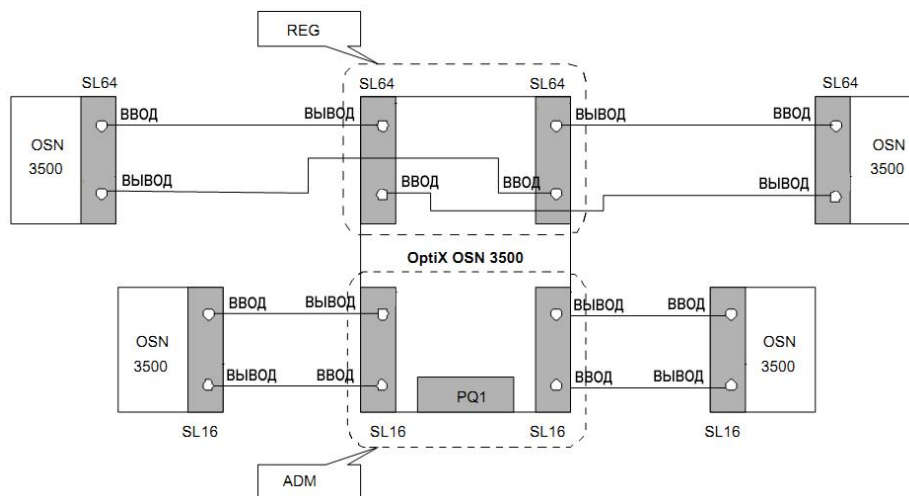 REG
SL64
SL64
SL64
SL64
ВВОД
ВЫВОД
ВЫВОД
ВВОД
OSN
3500
OSN
3500
ВЫВОД
ВВОД
ВВОД
ВЫВОД
OptiX OSN 3500
ВВОД
ВЫВОД
ВЫВОД
ВВОД
OSN
3500
OSN
3500
ВЫВОД
ВВОД
ВВОД
ВЫВОД
PQ1
SL16
SL16
SL16
SL16
ADM